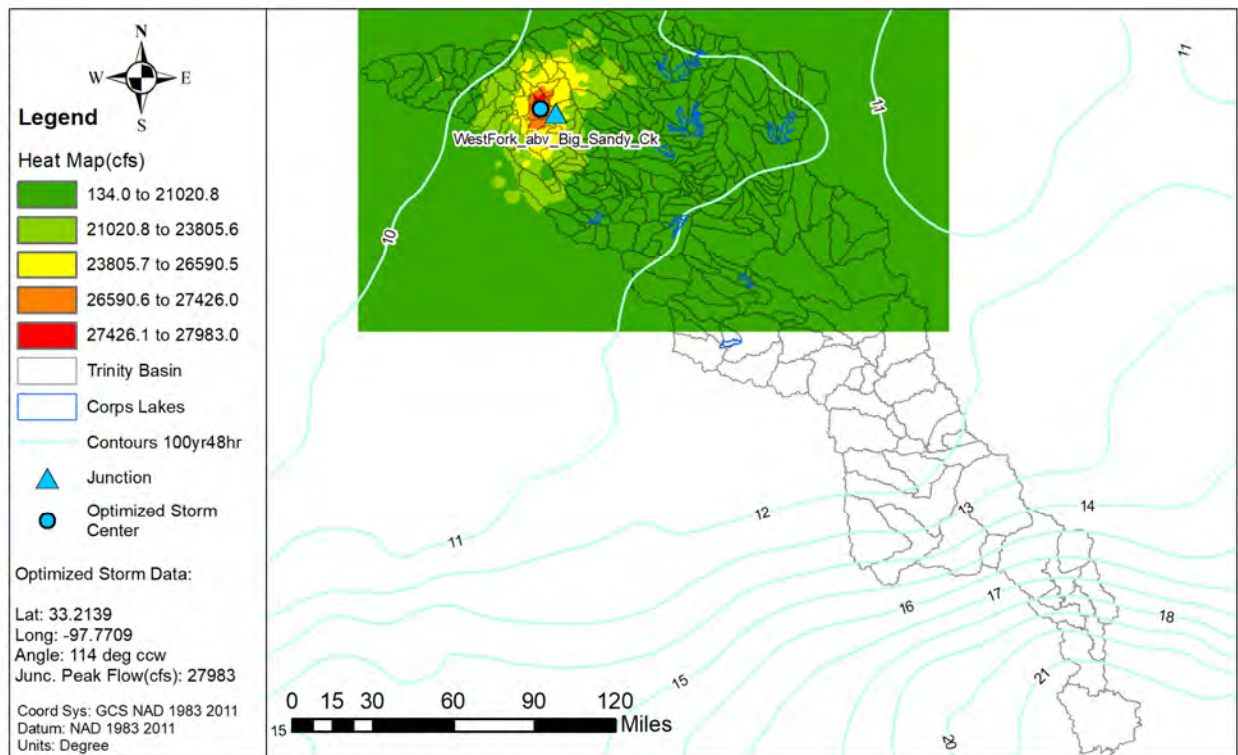 N
W E
S
Legend
Heat Map(cfs)
134.0 to 21020.8
21020.8 to 23805.6
23805.7 to 26590.5
26590.6 to 27426.0
27426.1 to 27983.0
Trinity Basin
Corps Lakes
Contours 100yr48hr
Junction
Optimized Storm
Center
Optimized Storm Data:
Lat: 33.2139
Long: -97.7709
Angle: 114 deg ccw
Junc. Peak Flow(cfs): 27983
Coord Sys: GCS NAD 1983 2011
Datum: NAD 1983 2011
Units: Degree
11
11
WestFork_abv_Big_Sandy_Ck
10
11
12
13
14
16
17
18
15
21
20
15
0 15 30 60 90 120
Miles